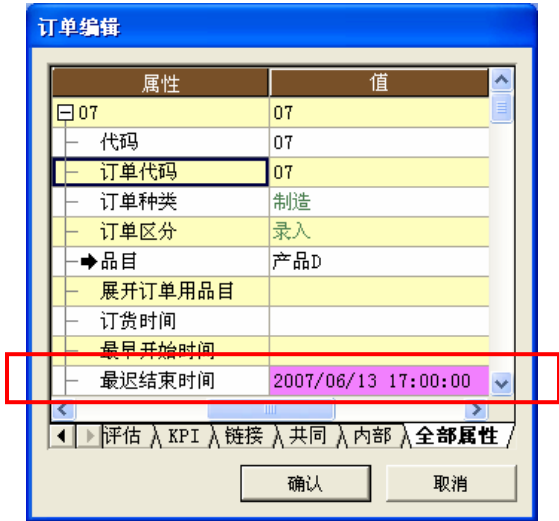 订单编辑
属性 值
07 07
代码 07
订单代码 07
订单种类 制造
订单区分 录入
品目 产品D
展开订单用品目
订货时间
最早开始时间
最迟结束时间 2007/06/13 17:00:00
评估 KPI 链接 共同 内部 全部属性
确认 取消